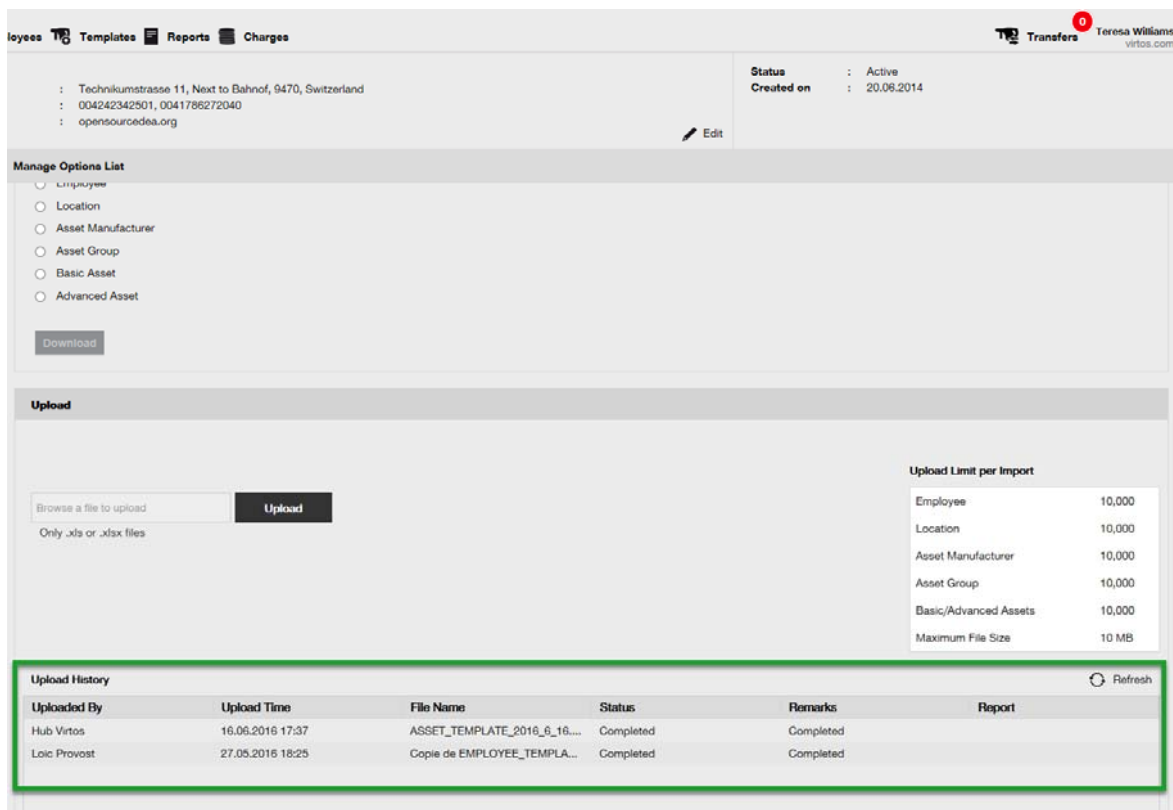 loyees Templates Reports Charges 0 Transfers Teresa Williams
virtos.com
: Technikumstrasse 11, Next to Bahnof, 9470, Switzerland
: 004242342501, 0041786272040
: opensourcedea.org
Edit
Status : Active
Created on : 20.06.2014
Manage Options List
Employee
Location
Asset Manufacturer
Asset Group
Basic Asset
Advanced Asset
Download
Upload
Browse a file to upload Upload
Only .xls or .xlsx files
Upload Limit per Import
Employee 10,000
Location 10,000
Asset Manufacturer 10,000
Asset Group 10,000
Basic/Advanced Assets 10,000
Maximum File Size 10 MB
Upload History Refresh
Uploaded By Upload Time File Name Status Remarks Report
Hub Virtos 16.06.2016 17:37 ASSET_TEMPLATE_2016_6_16.... Completed Completed
Loic Provost 27.05.2016 18:25 Copie de EMPLOYEE_TEMPLA... Completed Completed